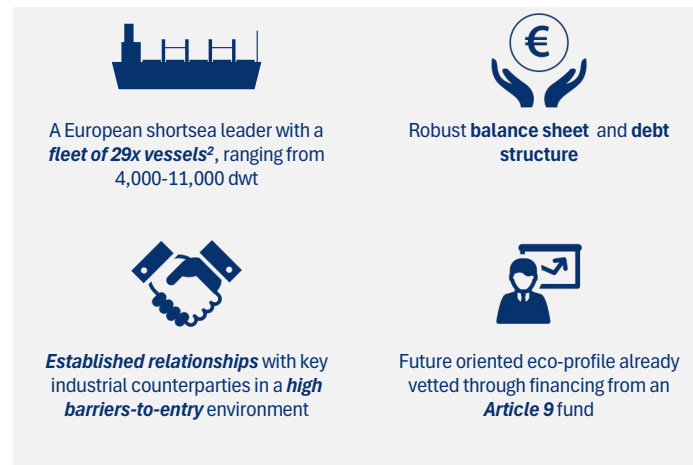 €
A European shortsea leader with a
fleet of 29x vessels², ranging from
4,000-11,000 dwt
Robust balance sheet and debt
structure
Established relationships with key
industrial counterparties in a high
barriers-to-entry environment
Future oriented eco-profile already
vetted through financing from an
Article 9 fund